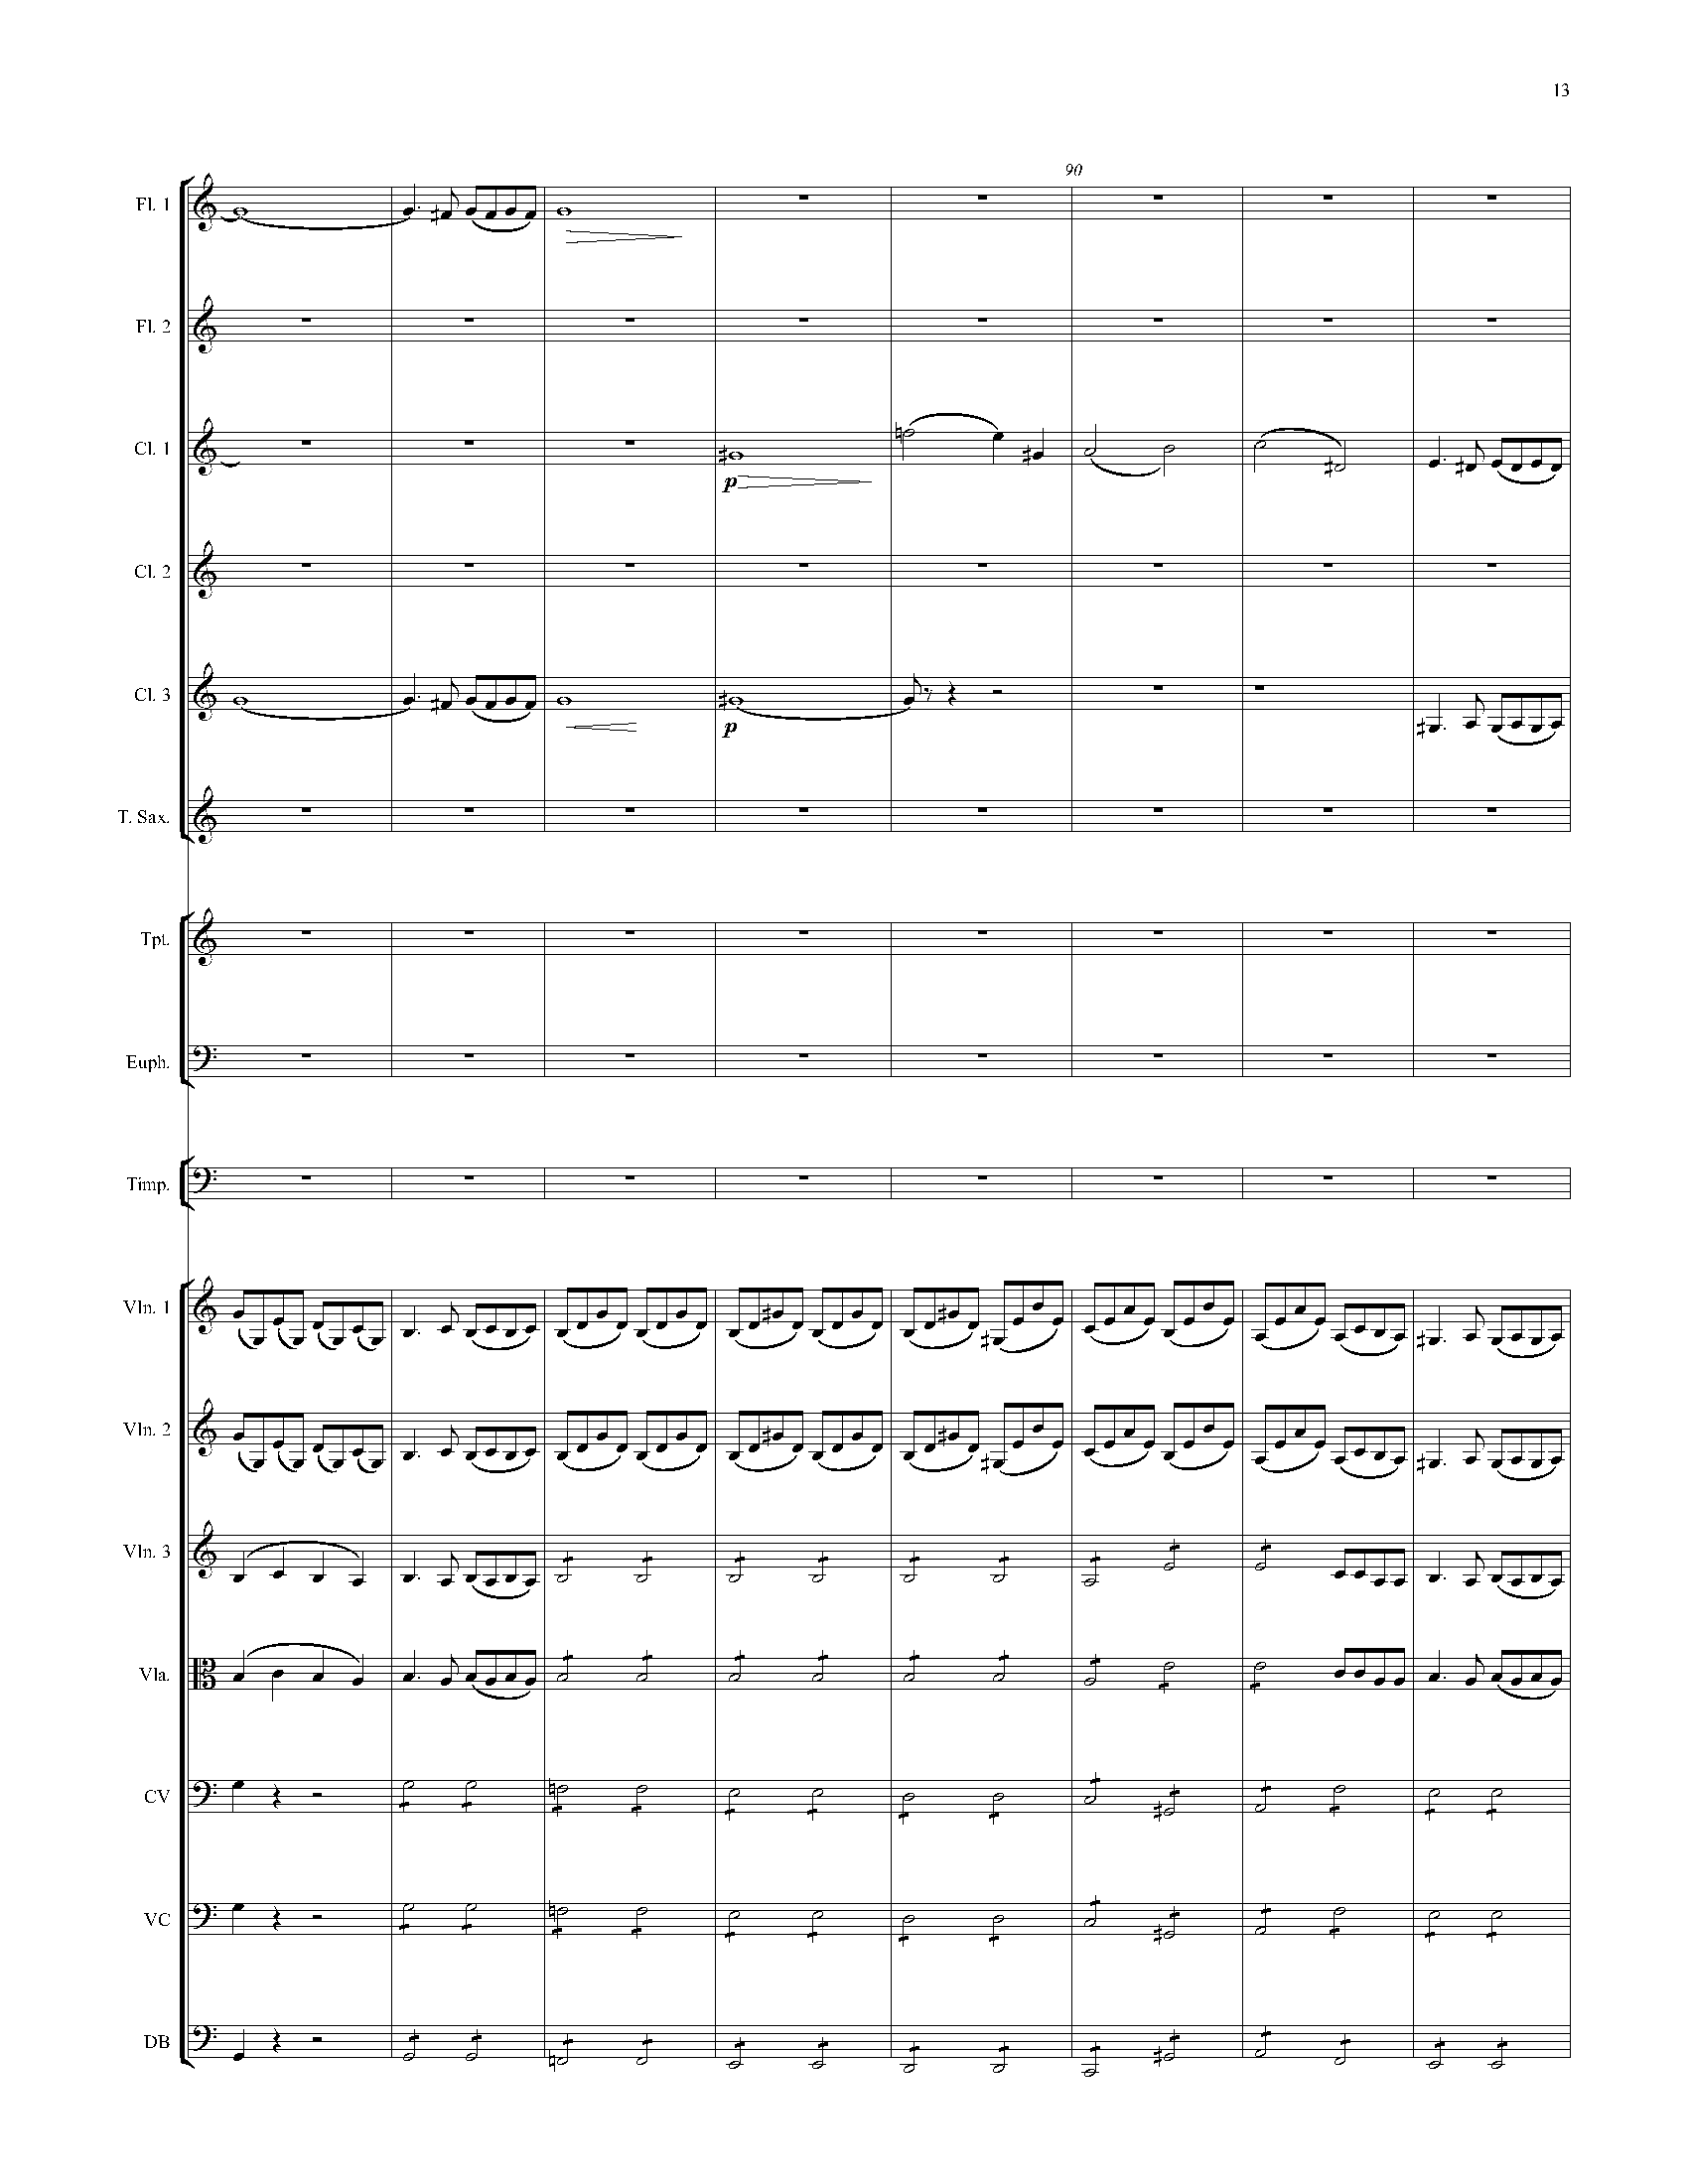 13
90
Fl. 1
Fl. 2
Cl. 1
p
Cl. 2
Cl. 3
p
T. Sax.
Tpt.
Euph.
Timp.
Vln. 1
Vln. 2
Vln. 3
Vla.
CV
VC
DB